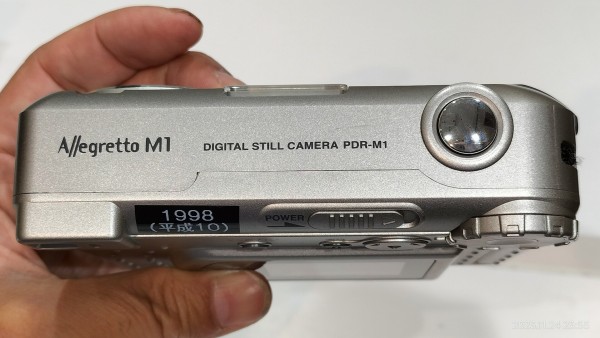 Allegretto M1
DIGITAL STILL CAMERA PDR-M1
1998
(平成10)
POWER